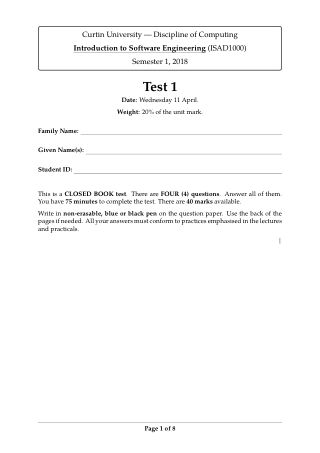 Curtin University — Discipline of Computing
Introduction to Software Engineering (ISAD1000)
Semester 1, 2018
Test 1
Date: Wednesday 11 April.
Weight: 20% of the unit mark.
Family Name:
Given Name(s):
Student ID:
This is a CLOSED BOOK test. There are FOUR (4) questions. Answer all of them.
You have 75 minutes to complete the test. There are 40 marks available.
Write in non-erasable, blue or black pen on the question paper. Use the back of the
pages if needed. All your answers must conform to practices emphasised in the lectures
and practicals.
Page 1 of 8